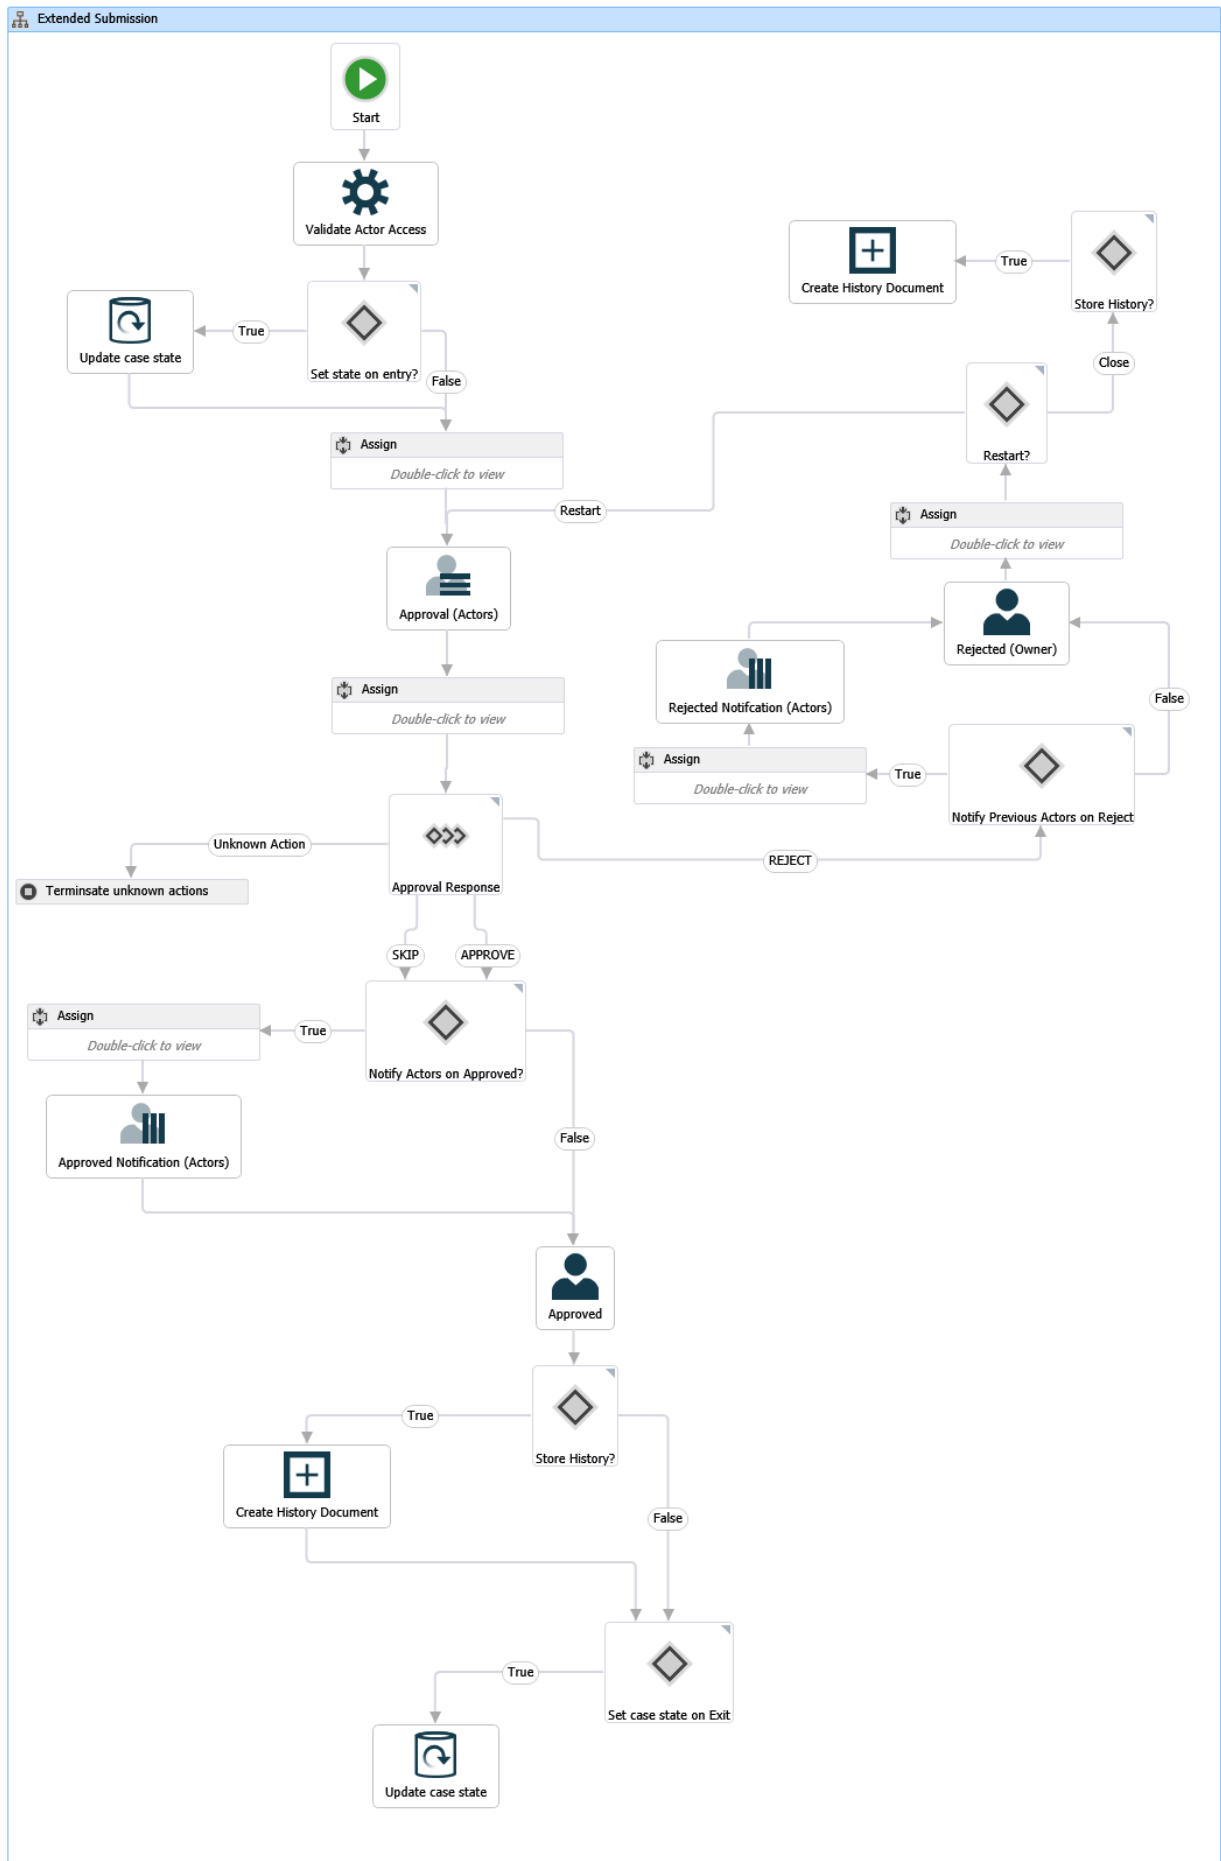 Extended Submission
Start
Validate Actor Access
Set state on entry?
True
Update case state
False
Assign
Double-click to view
Restart
Approval (Actors)
Assign
Double-click to view
Approval Response
Unknown Action
Terminsate unknown actions
REJECT
Notify Previous Actors on Reject
True
False
Assign
Double-click to view
Rejected Notifcation (Actors)
Rejected (Owner)
Assign
Double-click to view
Restart?
Close
Store History?
True
Create History Document
SKIP
APPROVE
Notify Actors on Approved?
True
Assign
Double-click to view
Approved Notification (Actors)
False
Approved
Store History?
True
Create History Document
False
Set case state on Exit
True
Update case state